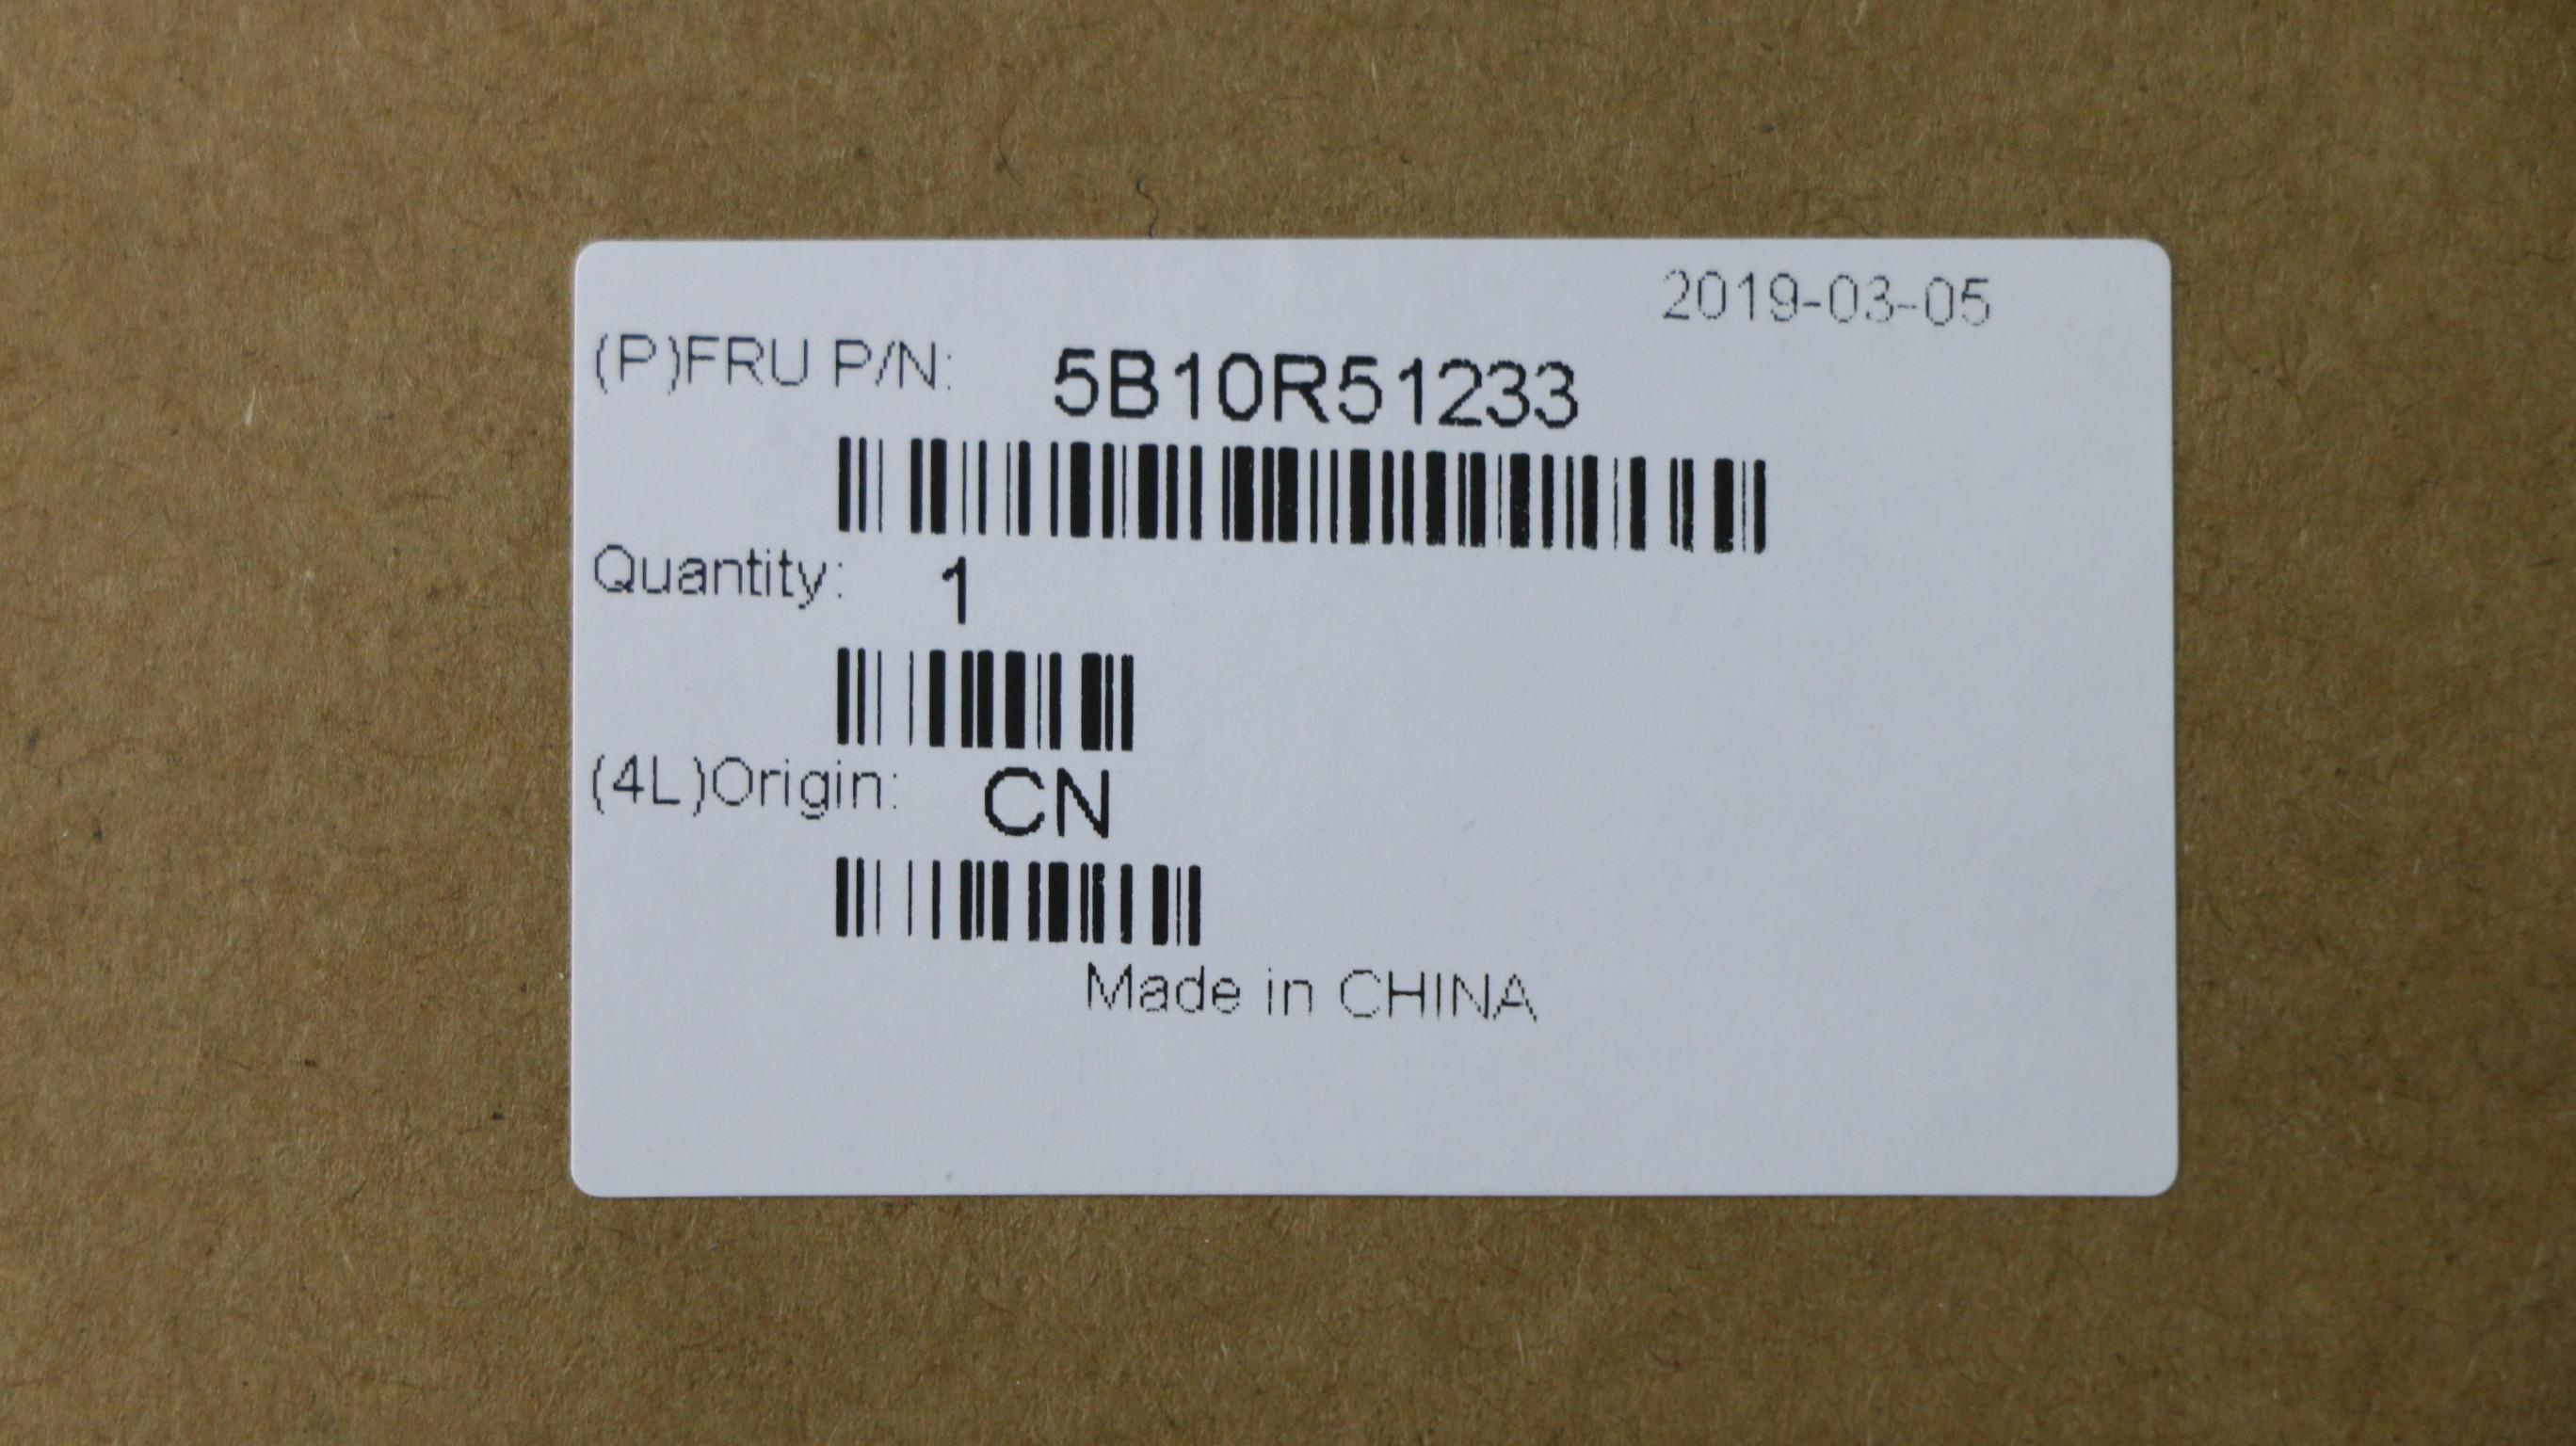 2019-03-05
(P)FRU P/N: 5B10R51233
Quantity: 1
(4L)Origin: CN
Made in CHINA